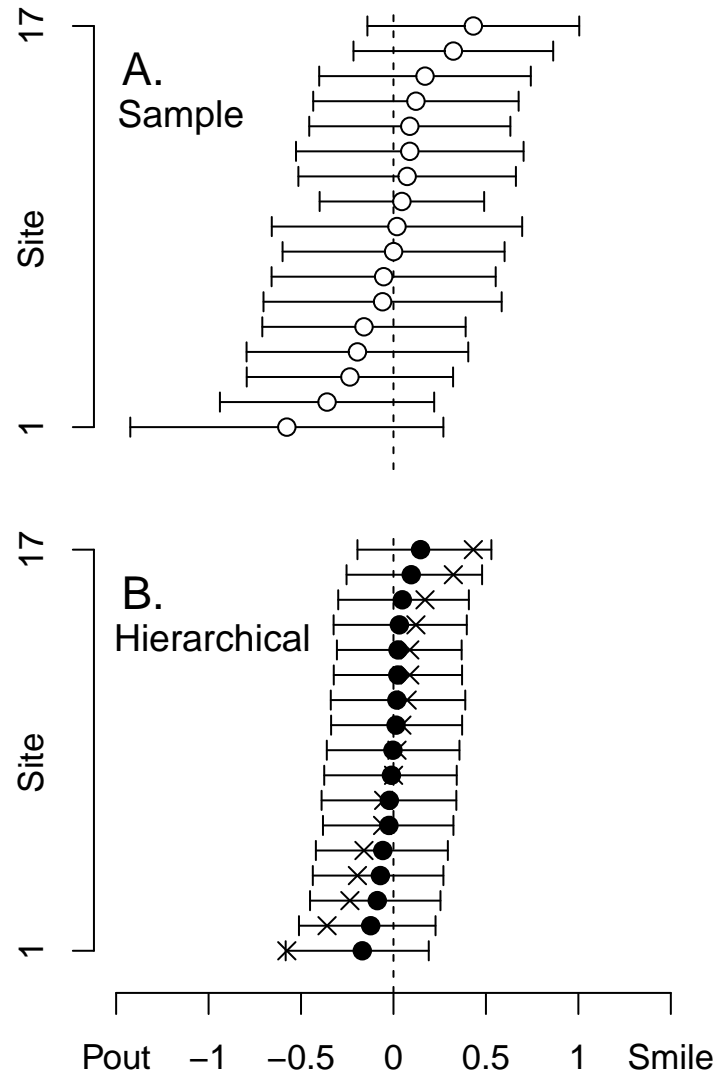 17
A.
Sample
Site
1
17
B.
Hierarchical
Site
1
Pout −1 −0.5 0 0.5 1 Smile